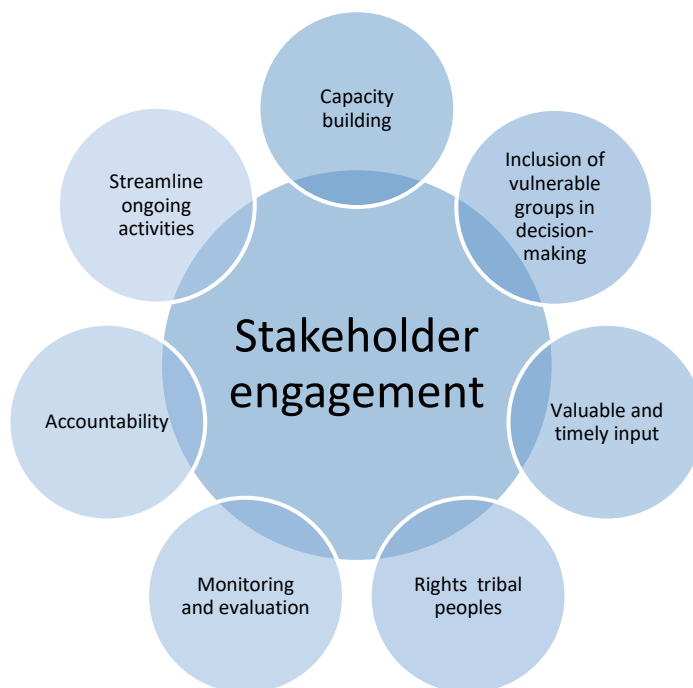 Capacity
building
Inclusion of
vulnerable
groups in
decision-
making
Valuable and
timely input
Rights  tribal
peoples
Monitoring
and evaluation
Accountability
Streamline
ongoing
activities
Stakeholder
engagement